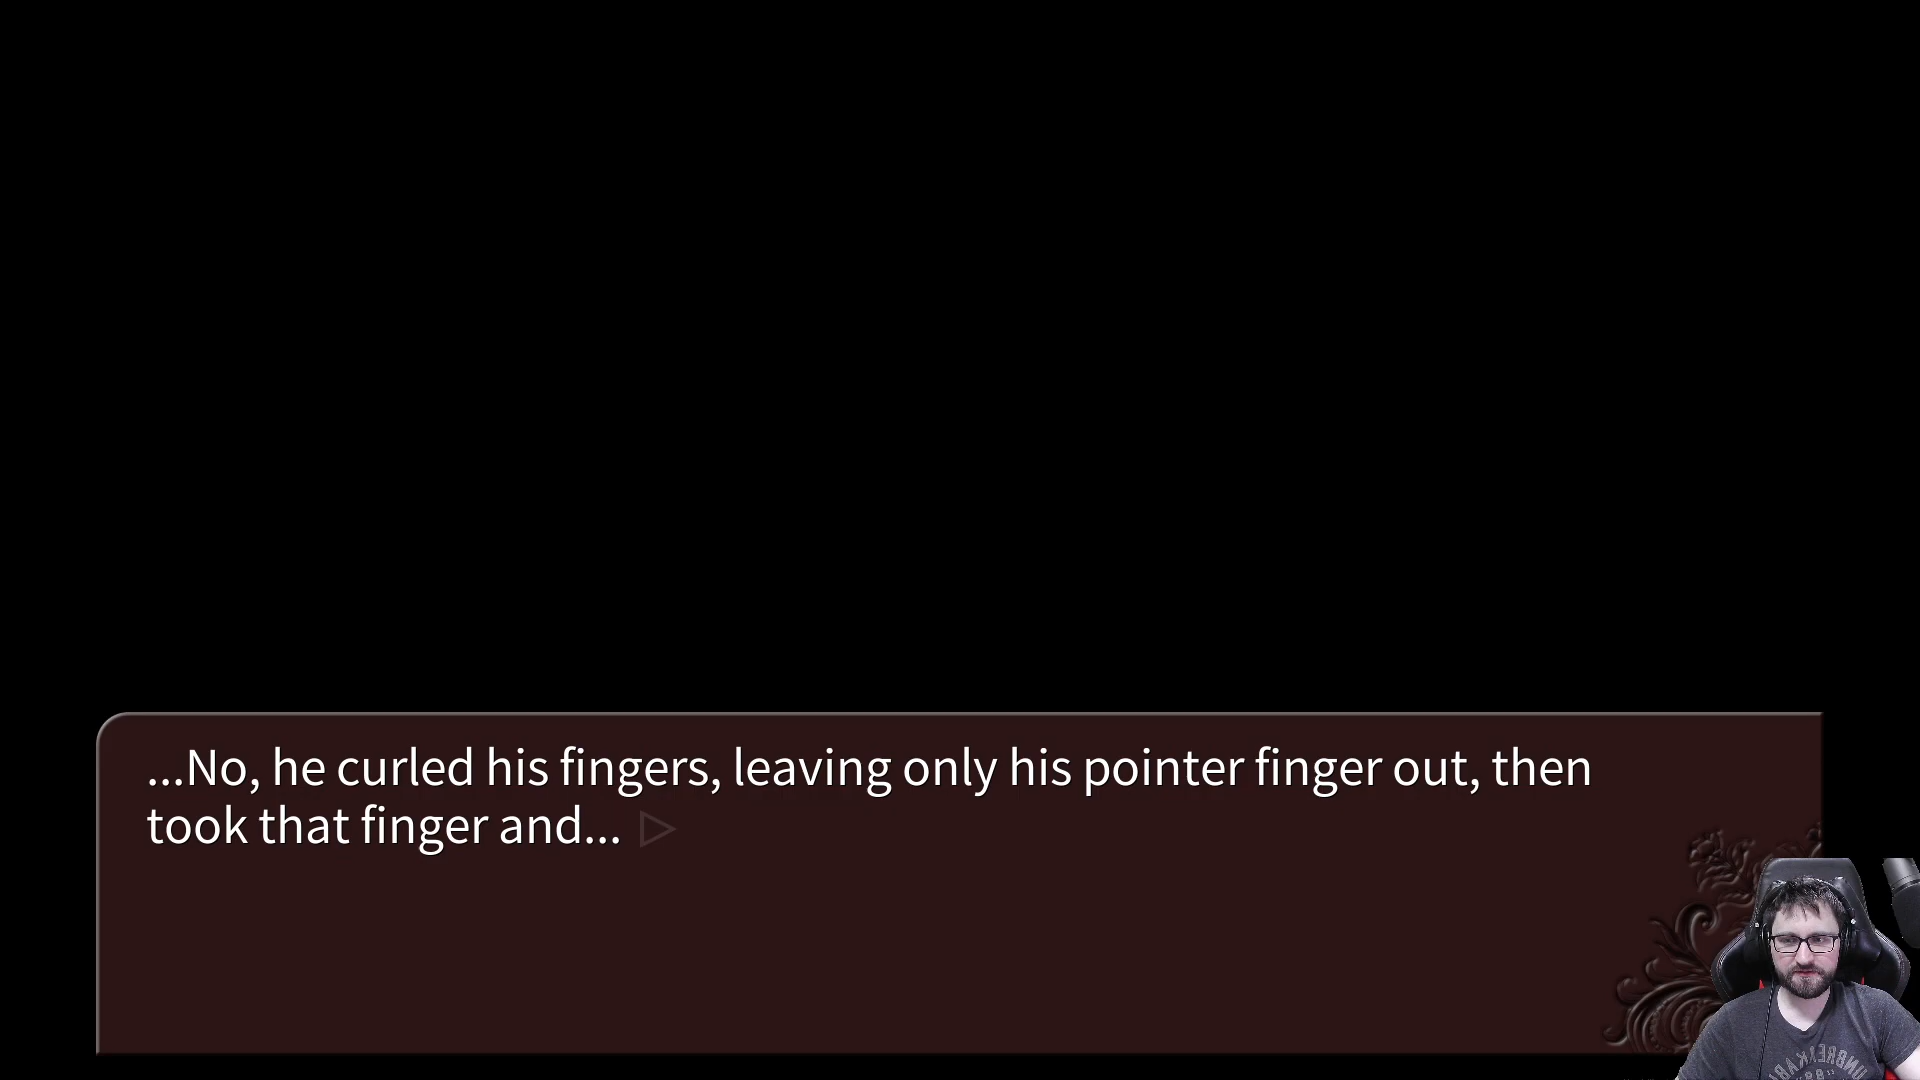 ...No, he curled his fingers, leaving only his pointer finger out, then
took that finger and...